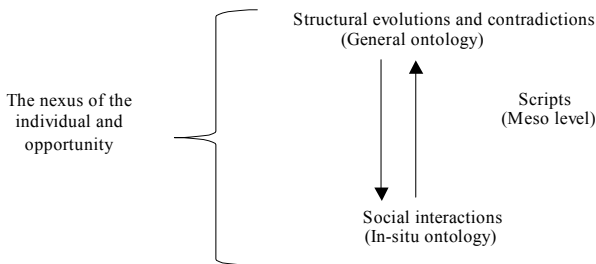 Structural evolutions and contradictions
(General ontology)
The nexus of the
individual and
opportunity
Scripts
(Meso level)
Social interactions
(In-situ ontology)